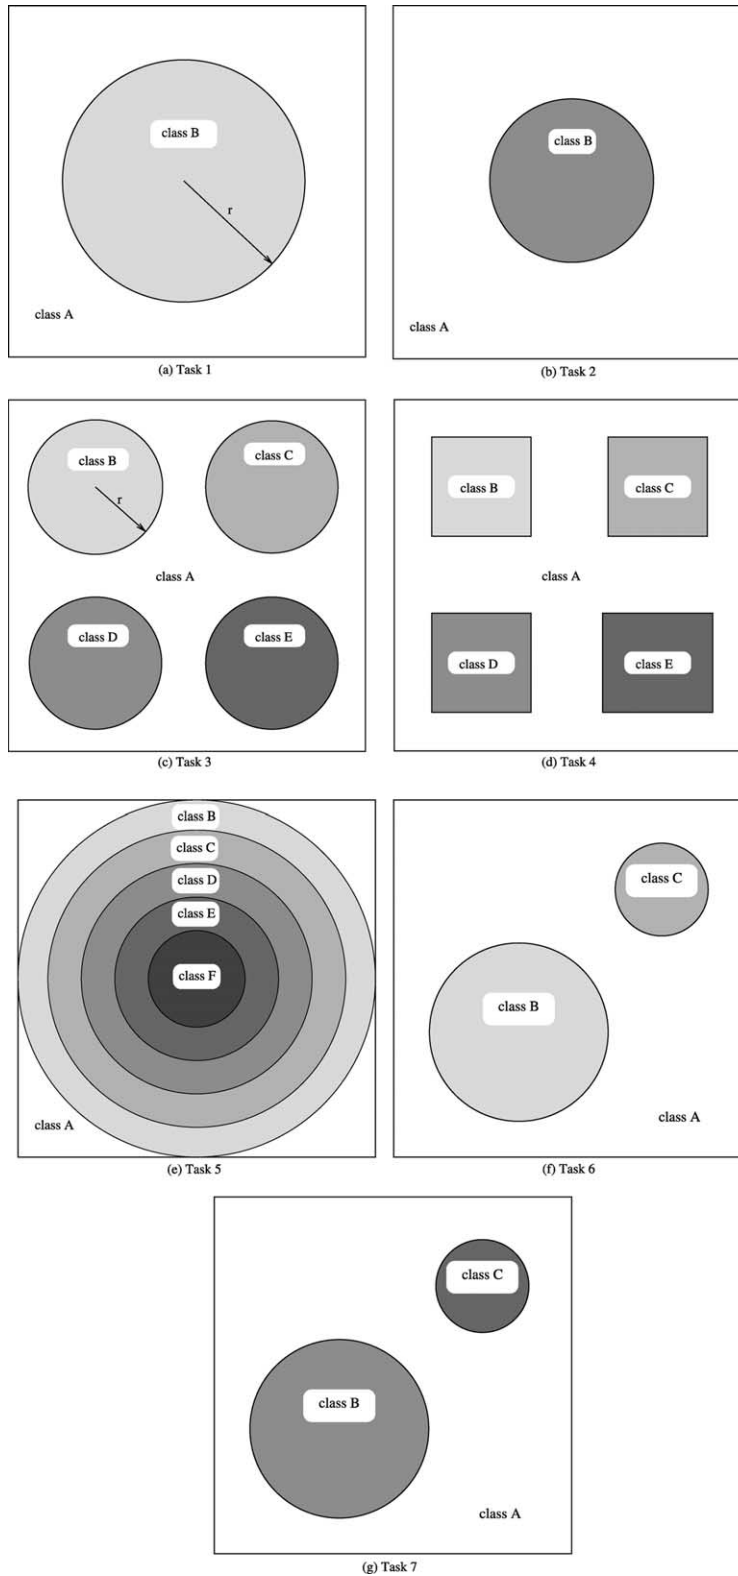 class B
r
class A
(a) Task 1
class B
class A
(b) Task 2
class B
r
class C
class A
class D
class E
(c) Task 3
class B
class C
class A
class D
class E
(d) Task 4
class B
class C
class D
class E
class F
class A
(e) Task 5
class C
class B
class A
(f) Task 6
class C
class B
class A
(g) Task 7